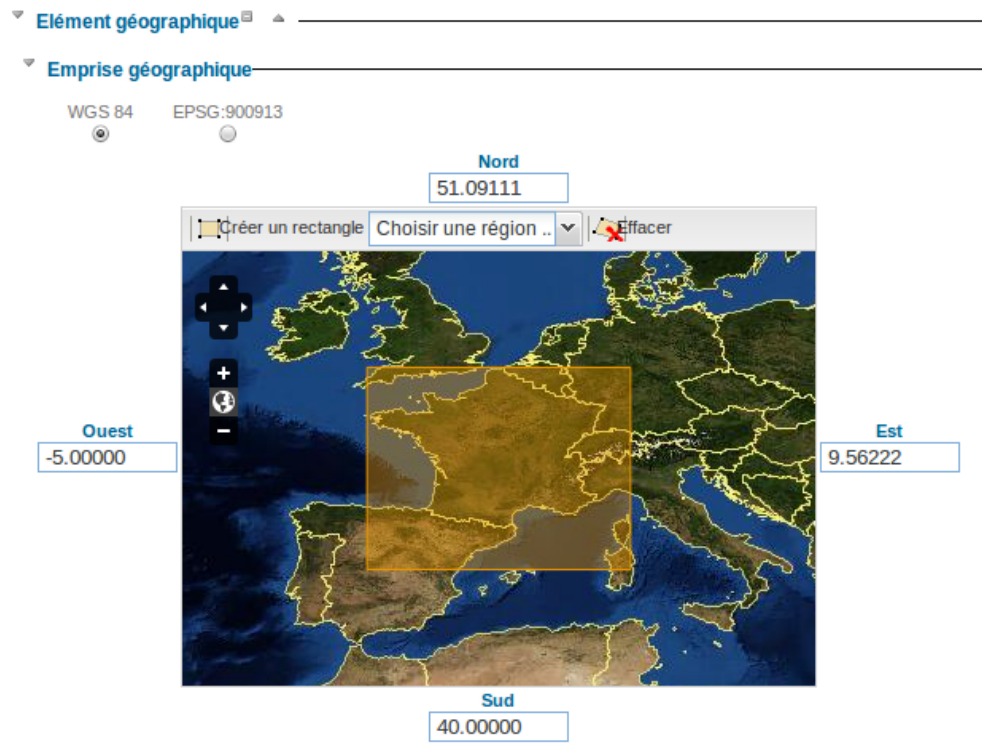 Elément géographique
Emprise géographique
WGS 84 EPSG:900913
Nord
51.09111
Créer un rectangle Choisir une région .. Effacer
Ouest
-5.00000
Est
9.56222
Sud
40.00000